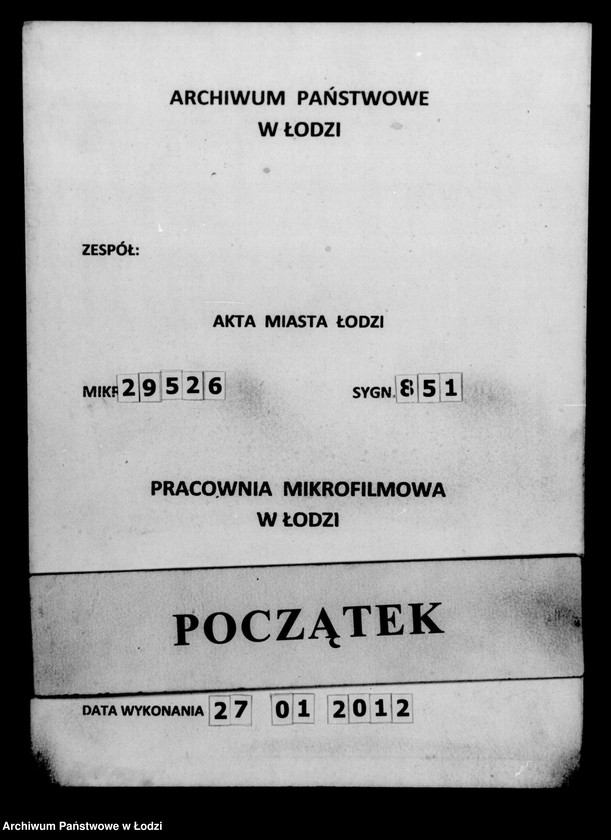 ARCHIWUM PAŃSTWOWE
W ŁODZI
ZESPÓŁ:
AKTA MIASTA ŁODZI
MIKR 29526 SYGN. 851
PRACOWNIA MIKROFILMOWA
W ŁODZI
POCZĄTEK
DATA WYKONANIA 27 01 2012
Archiwum Państwowe w Łodzi